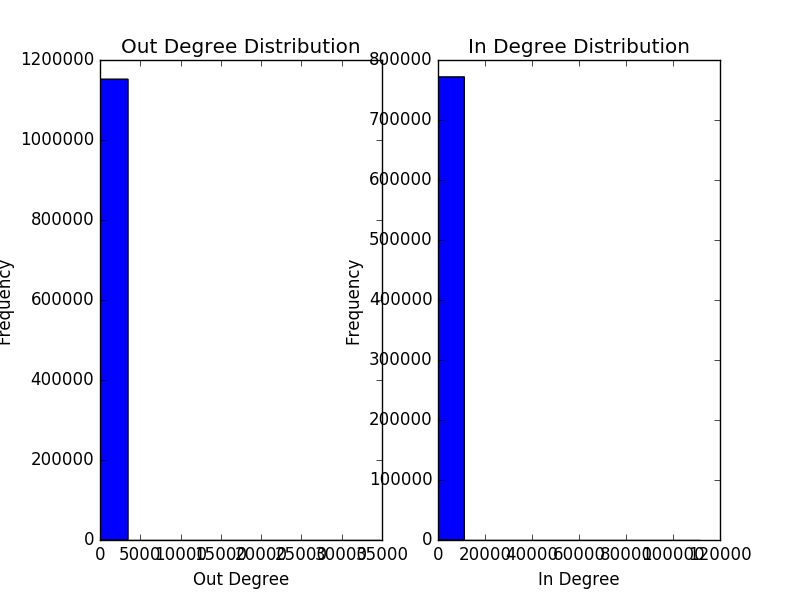 Out Degree Distribution
1200000
1000000
800000
600000
400000
200000
0
Frequency
0 5000 10000 15000 20000 25000 30000 35000
Out Degree
In Degree Distribution
800000
700000
600000
500000
400000
300000
200000
100000
0
Frequency
0 20000 40000 60000 80000 100000 120000
In Degree